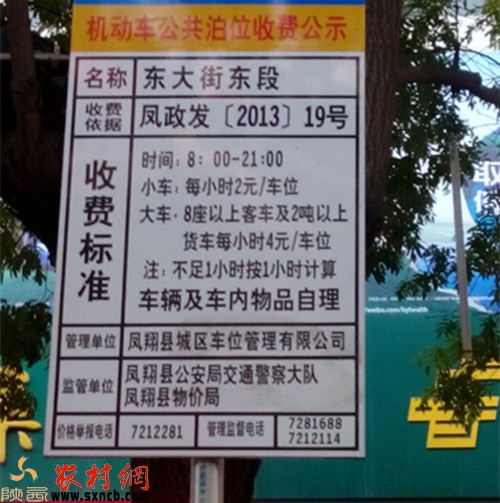 机动车公共泊位收费公示
名称 东大街东段
收费依据 凤政发〔2013〕19号
收费标准
时间：8：00-21:00
小车：每小时2元/车位
大车：8座以上客车及2吨以上
货车每小时4元/车位
注：不足1小时按1小时计算
车辆及车内物品自理
管理单位 凤翔县城区车位管理有限公司
监管单位 凤翔县公安局交通警察大队
凤翔县物价局
价格举报电话 7212281 管理监督电话 7281688
7212114
weibo.com/byhealth
陕西农村網
www.sxncb.com